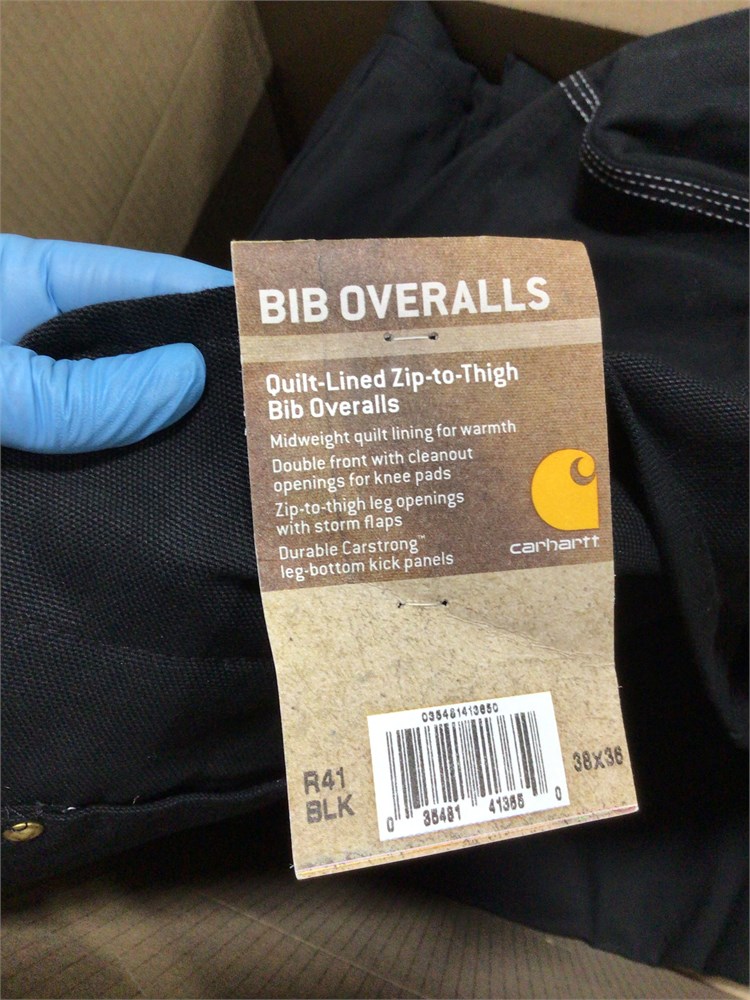 BIB OVERALLS
Quilt-Lined Zip-to-Thigh
Bib Overalls
Midweight quilt lining for warmth
Double front with cleanout
openings for knee pads
Zip-to-thigh leg openings
with storm flaps
Durable Carstrong™
leg-bottom kick panels
carhartt
035481413650
R41
BLK
38X36
0 35481 41365 0